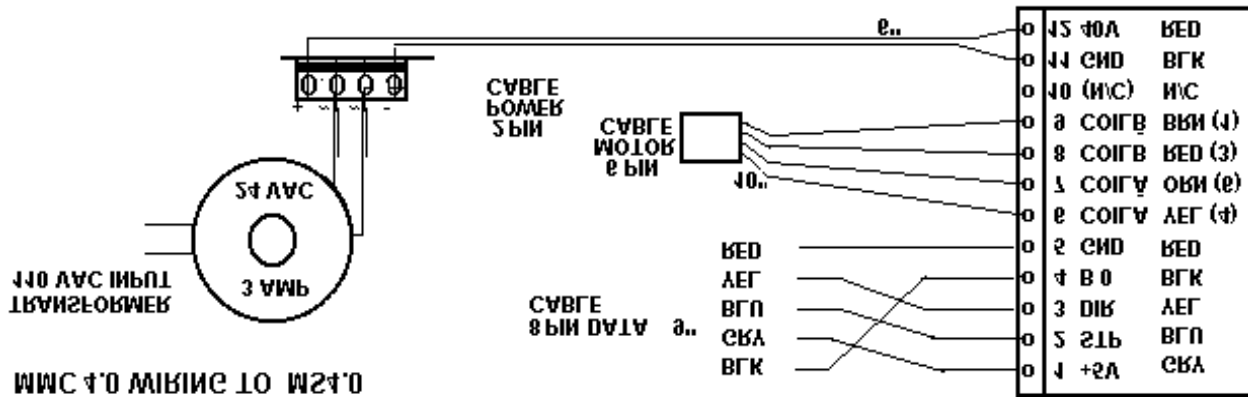 MMC 4.0 WIRING TO MS4.0
TRANSFORMER
110 VAC INPUT
3 AMP
24 VAC
+ ~ ~ -
BLK
GRY
BLU
YEL
RED
8 PIN DATA 9"
CABLE
10"
6 PIN
MOTOR
CABLE
2 PIN
POWER
CABLE
6"
1 +5V GRY
2 STP BLU
3 DIR YEL
4 B0 BLK
5 GND RED
6 COILA YEL (4)
7 COILĀ ORN (6)
8 COILB RED (3)
9 COILB̄ BRN (1)
10 (N/C) N/C
11 GND BLK
12 40V RED